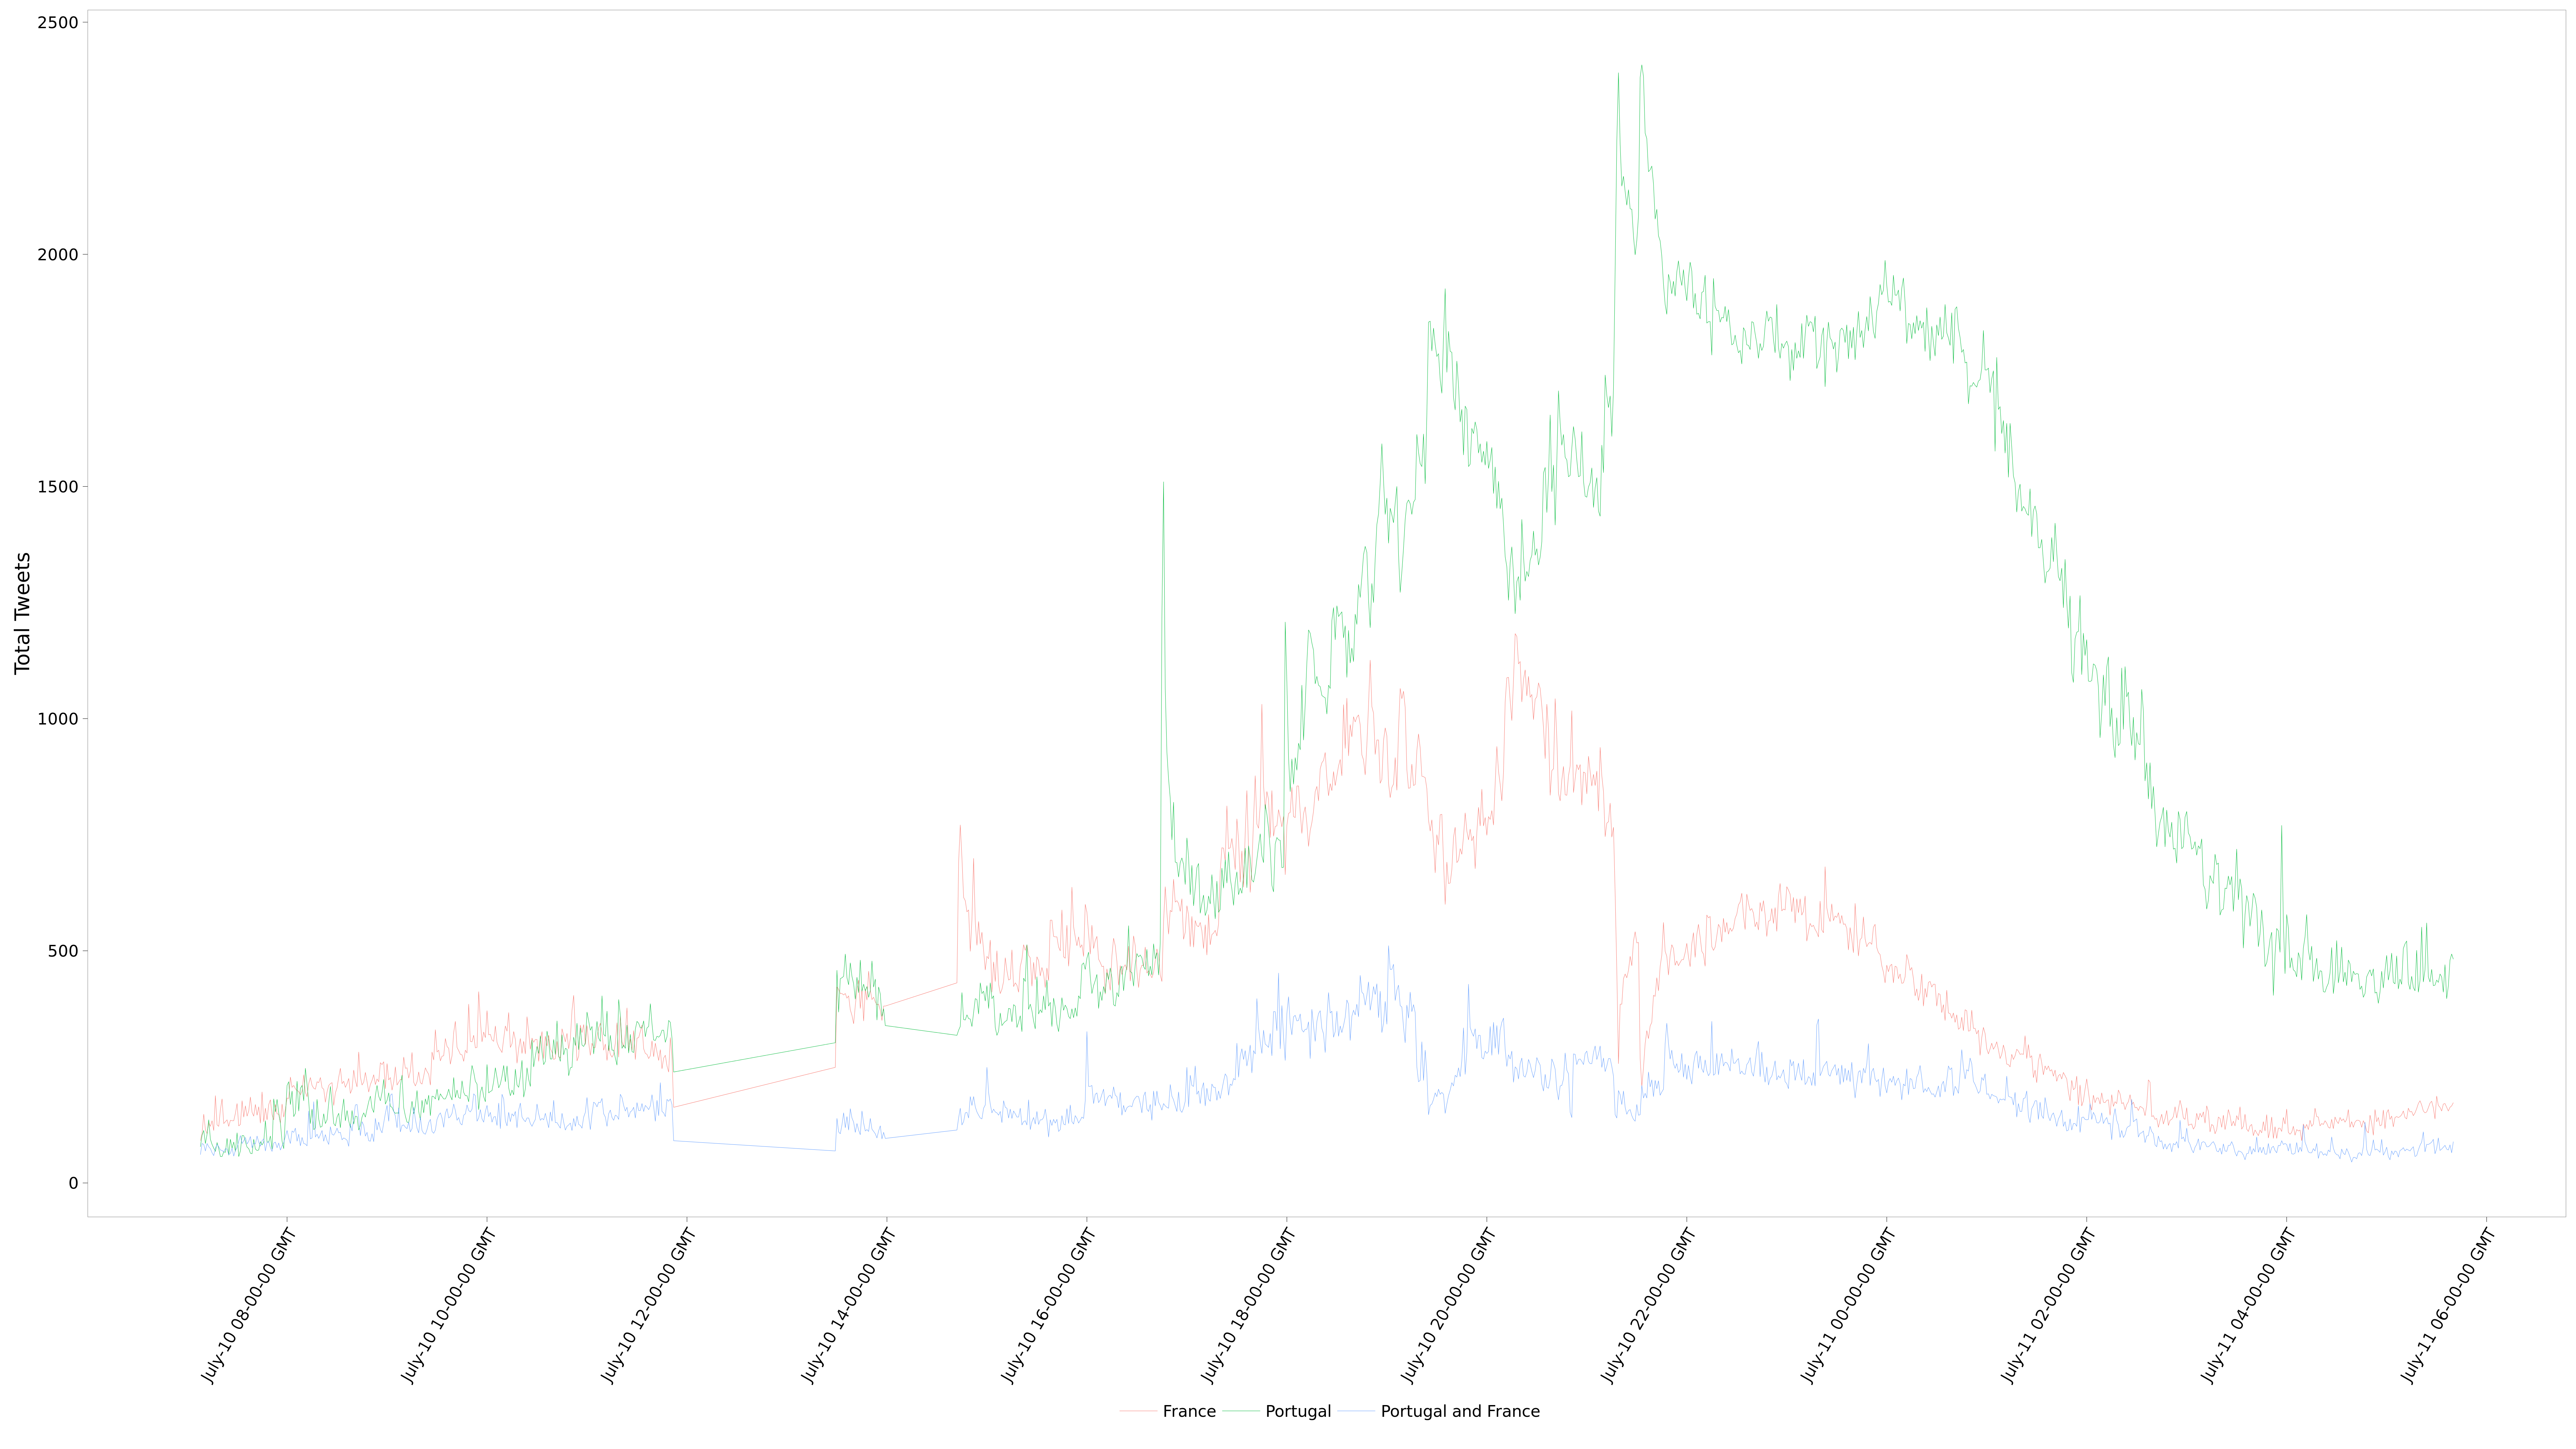 2500
2000
1500
1000
500
0
Total Tweets
July-10 08-00-00 GMT
July-10 10-00-00 GMT
July-10 12-00-00 GMT
July-10 14-00-00 GMT
July-10 16-00-00 GMT
July-10 18-00-00 GMT
July-10 20-00-00 GMT
July-10 22-00-00 GMT
July-11 00-00-00 GMT
July-11 02-00-00 GMT
July-11 04-00-00 GMT
July-11 06-00-00 GMT
France Portugal Portugal and France